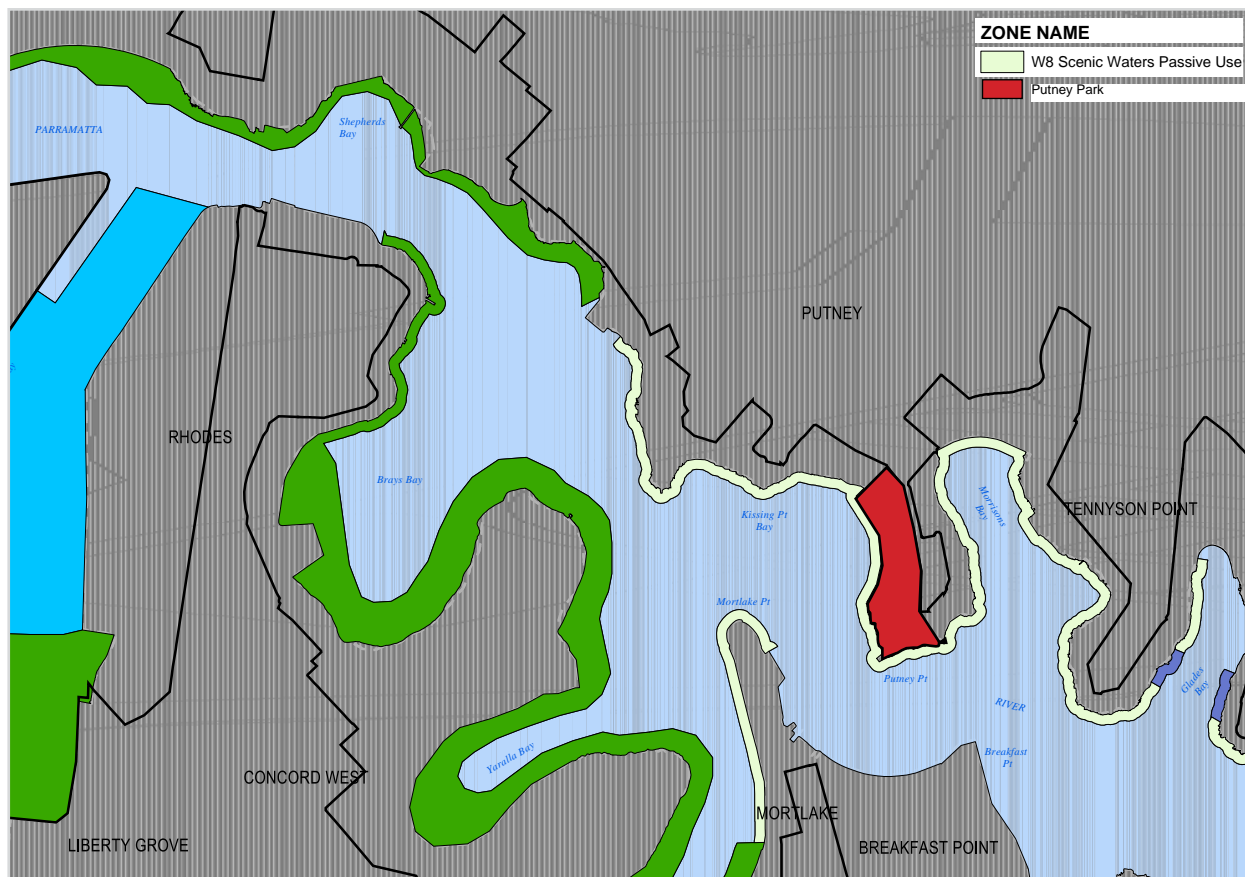 ZONE NAME
W8 Scenic Waters Passive Use
Putney Park
PARRAMATTA
Shepherds
Bay
PUTNEY
RHODES
Brays Bay
Kissing Pt
Bay
Morrisons
Bay
TENNYSON POINT
Mortlake Pt
Putney Pt
Glades
Bay
RIVER
Breakfast
Pt
Yaralla Bay
CONCORD WEST
MORTLAKE
LIBERTY GROVE
BREAKFAST POINT